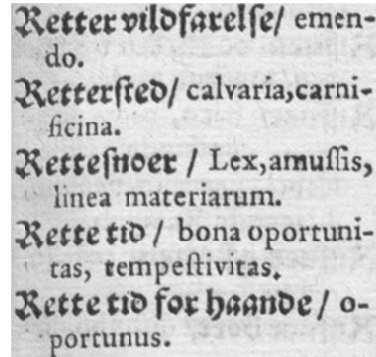 Retter vildfarelſe/ emen-
do.
Retterſted/ calvaria,carni-
ficina.
Retteſnoer / Lex,amuſſis,
linea materiarum.
Rette tid / bona oportuni-
tas, tempeſtivitas.
Rette tid for haande / o-
portunus.